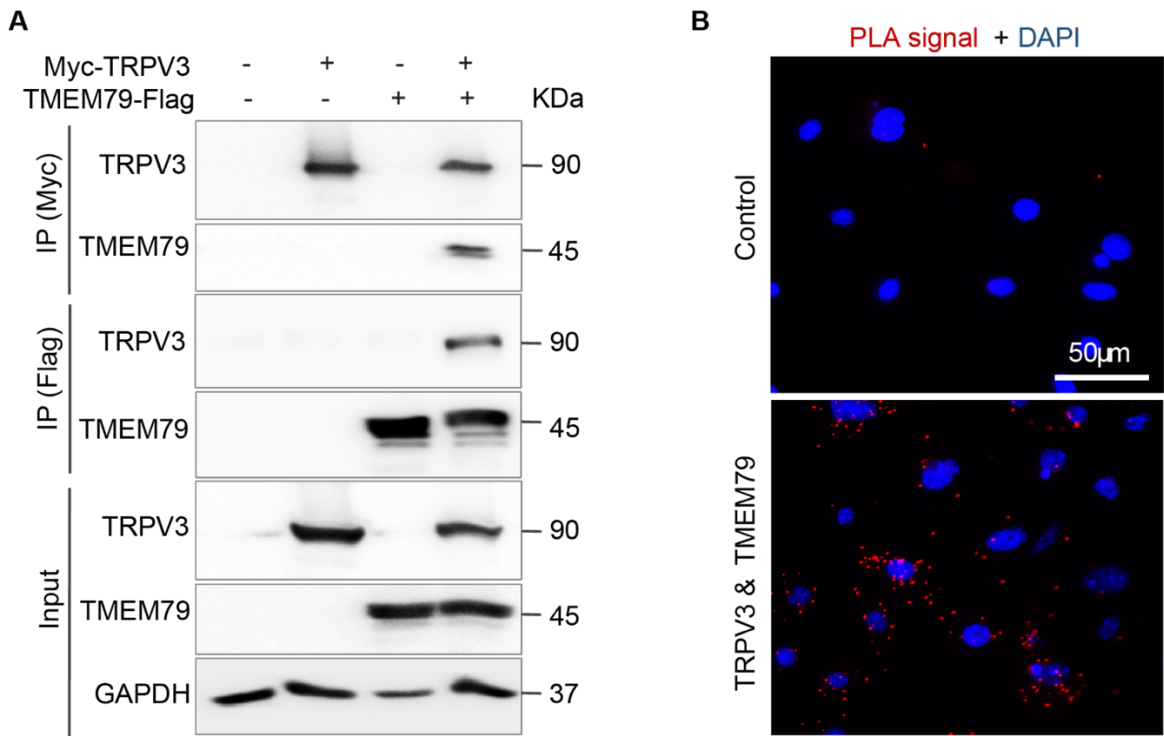 A
Myc-TRPV3 - + - +
TMEM79-Flag - - + + KDa
IP (Myc)
TRPV3 90
TMEM79 45
IP (Flag)
TRPV3 90
TMEM79 45
Input
TRPV3 90
TMEM79 45
GAPDH 37
B
PLA signal + DAPI
Control
50μm
TRPV3 & TMEM79